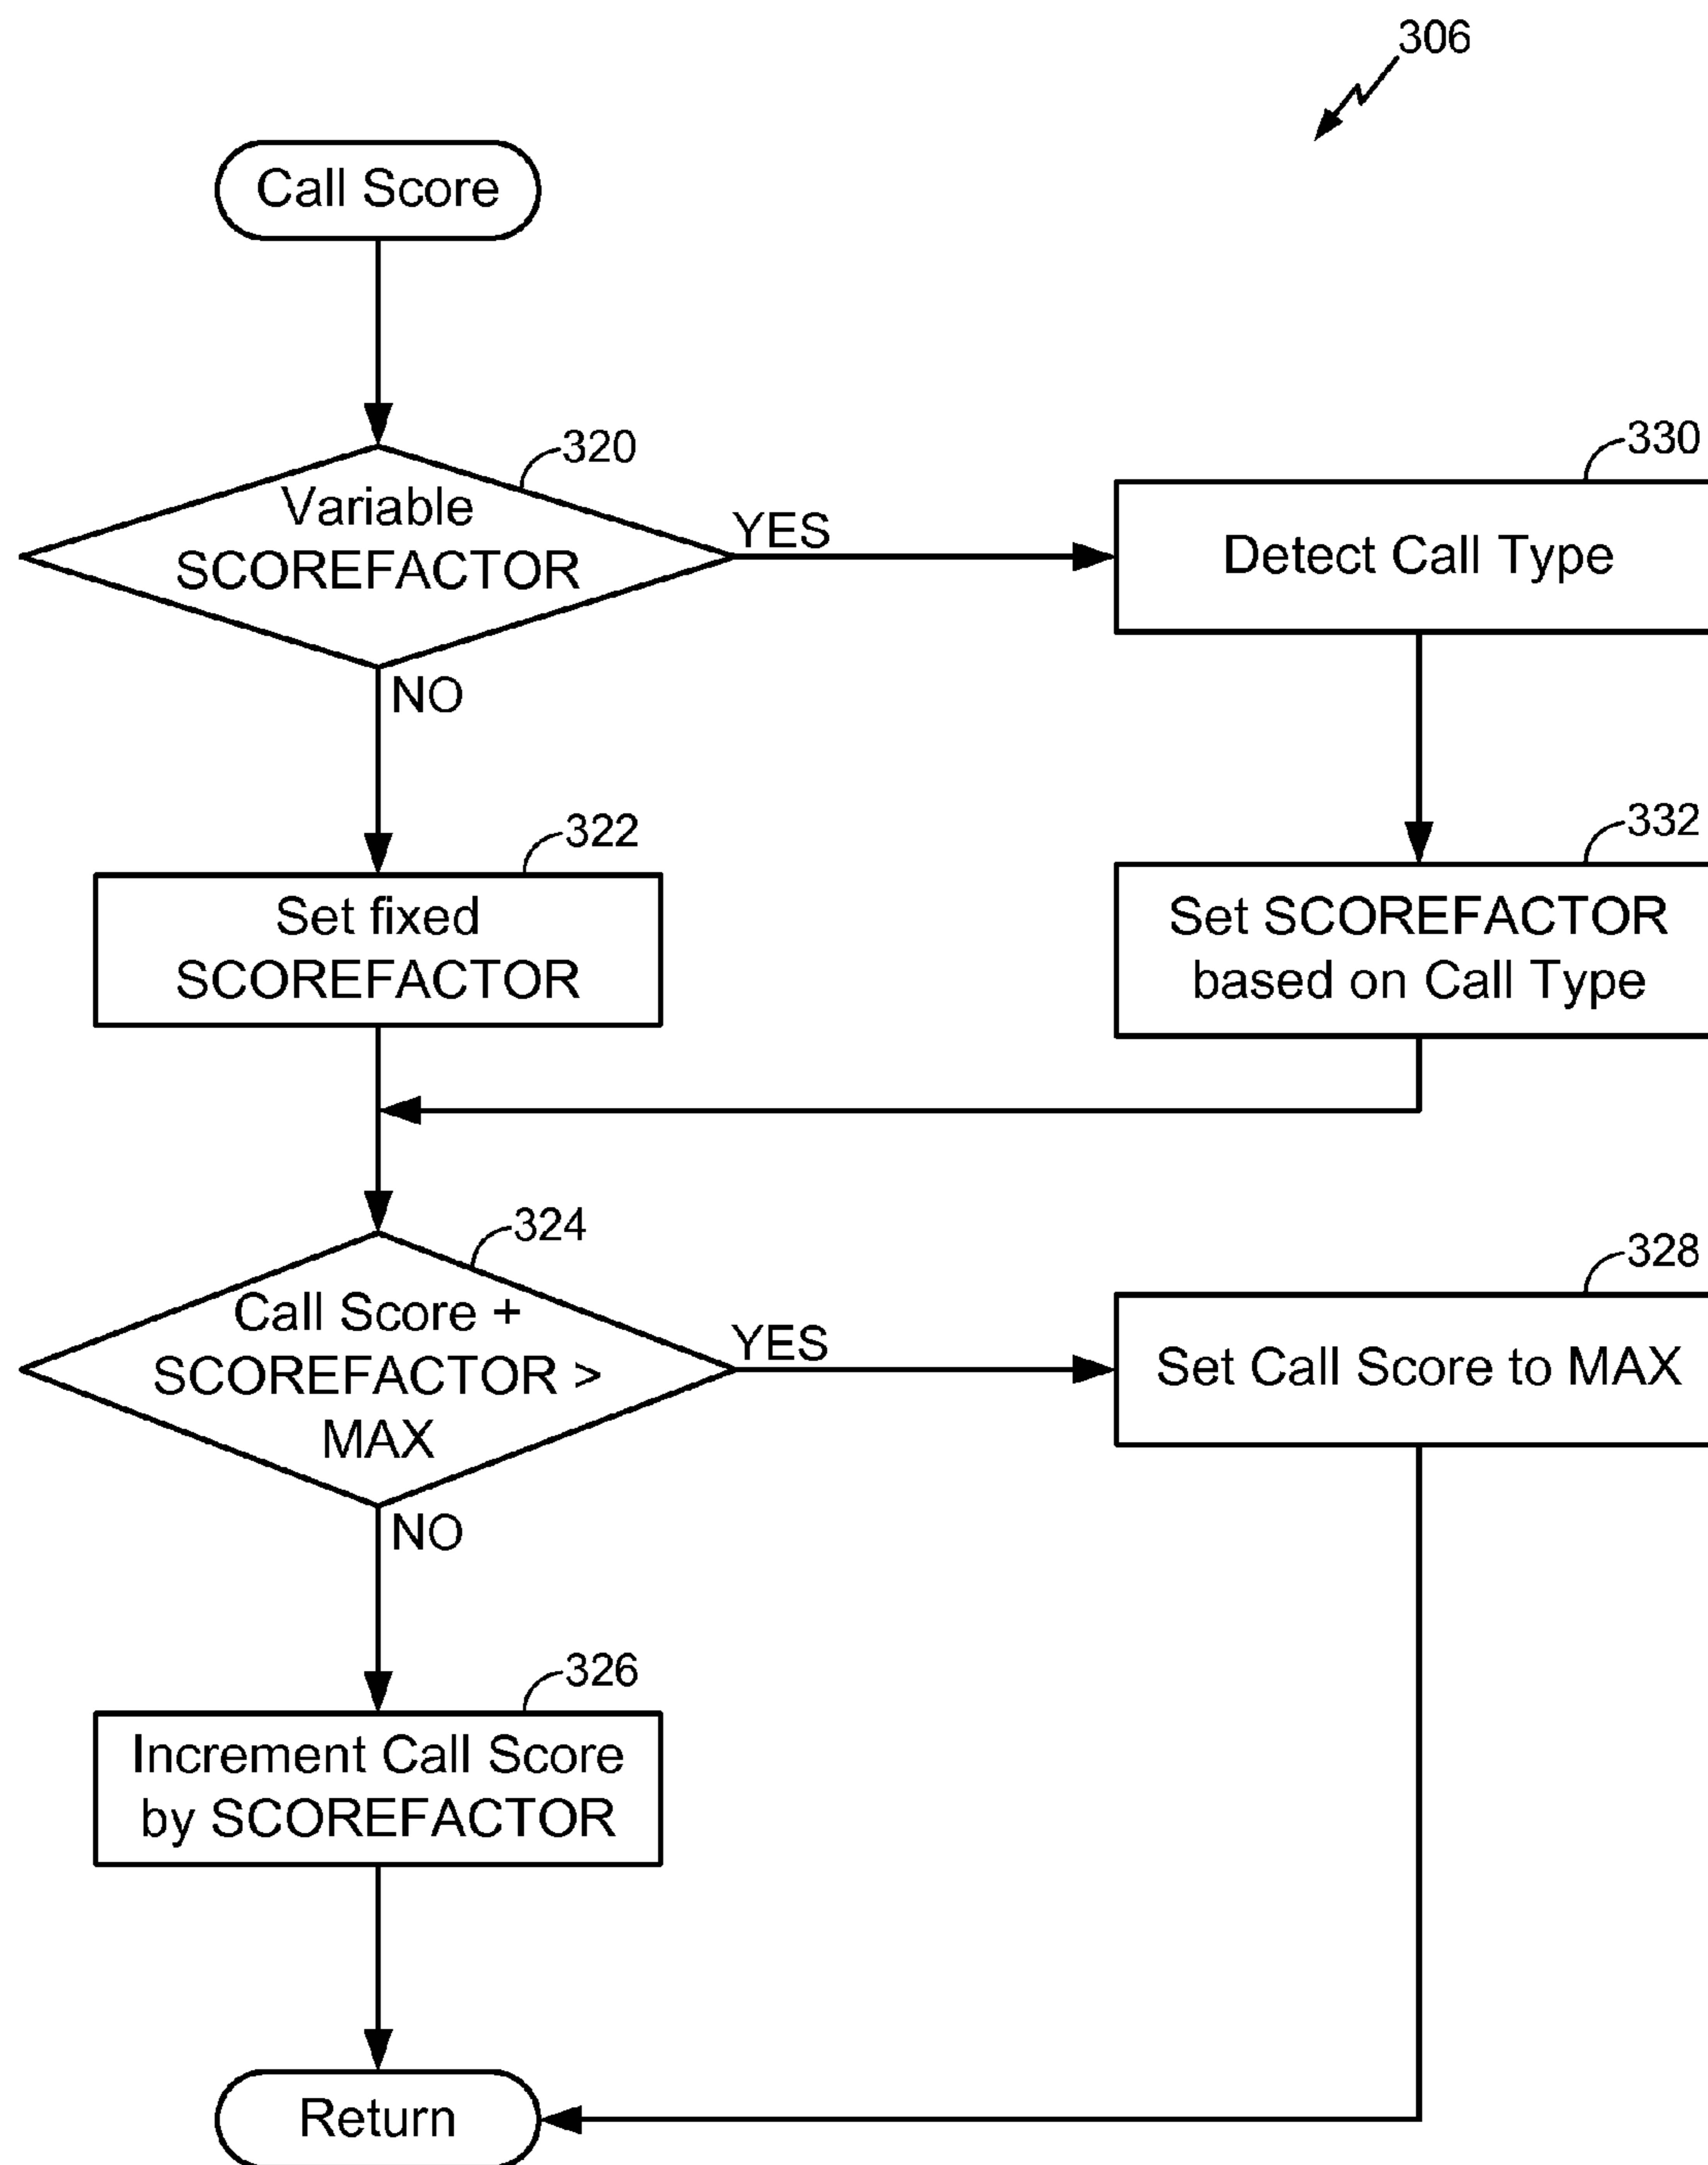 306
Call Score
320
Variable
SCOREFACTOR
YES
NO
330
Detect Call Type
322
Set fixed
SCOREFACTOR
332
Set SCOREFACTOR
based on Call Type
324
Call Score +
SCOREFACTOR >
MAX
YES
NO
328
Set Call Score to MAX
326
Increment Call Score
by SCOREFACTOR
Return